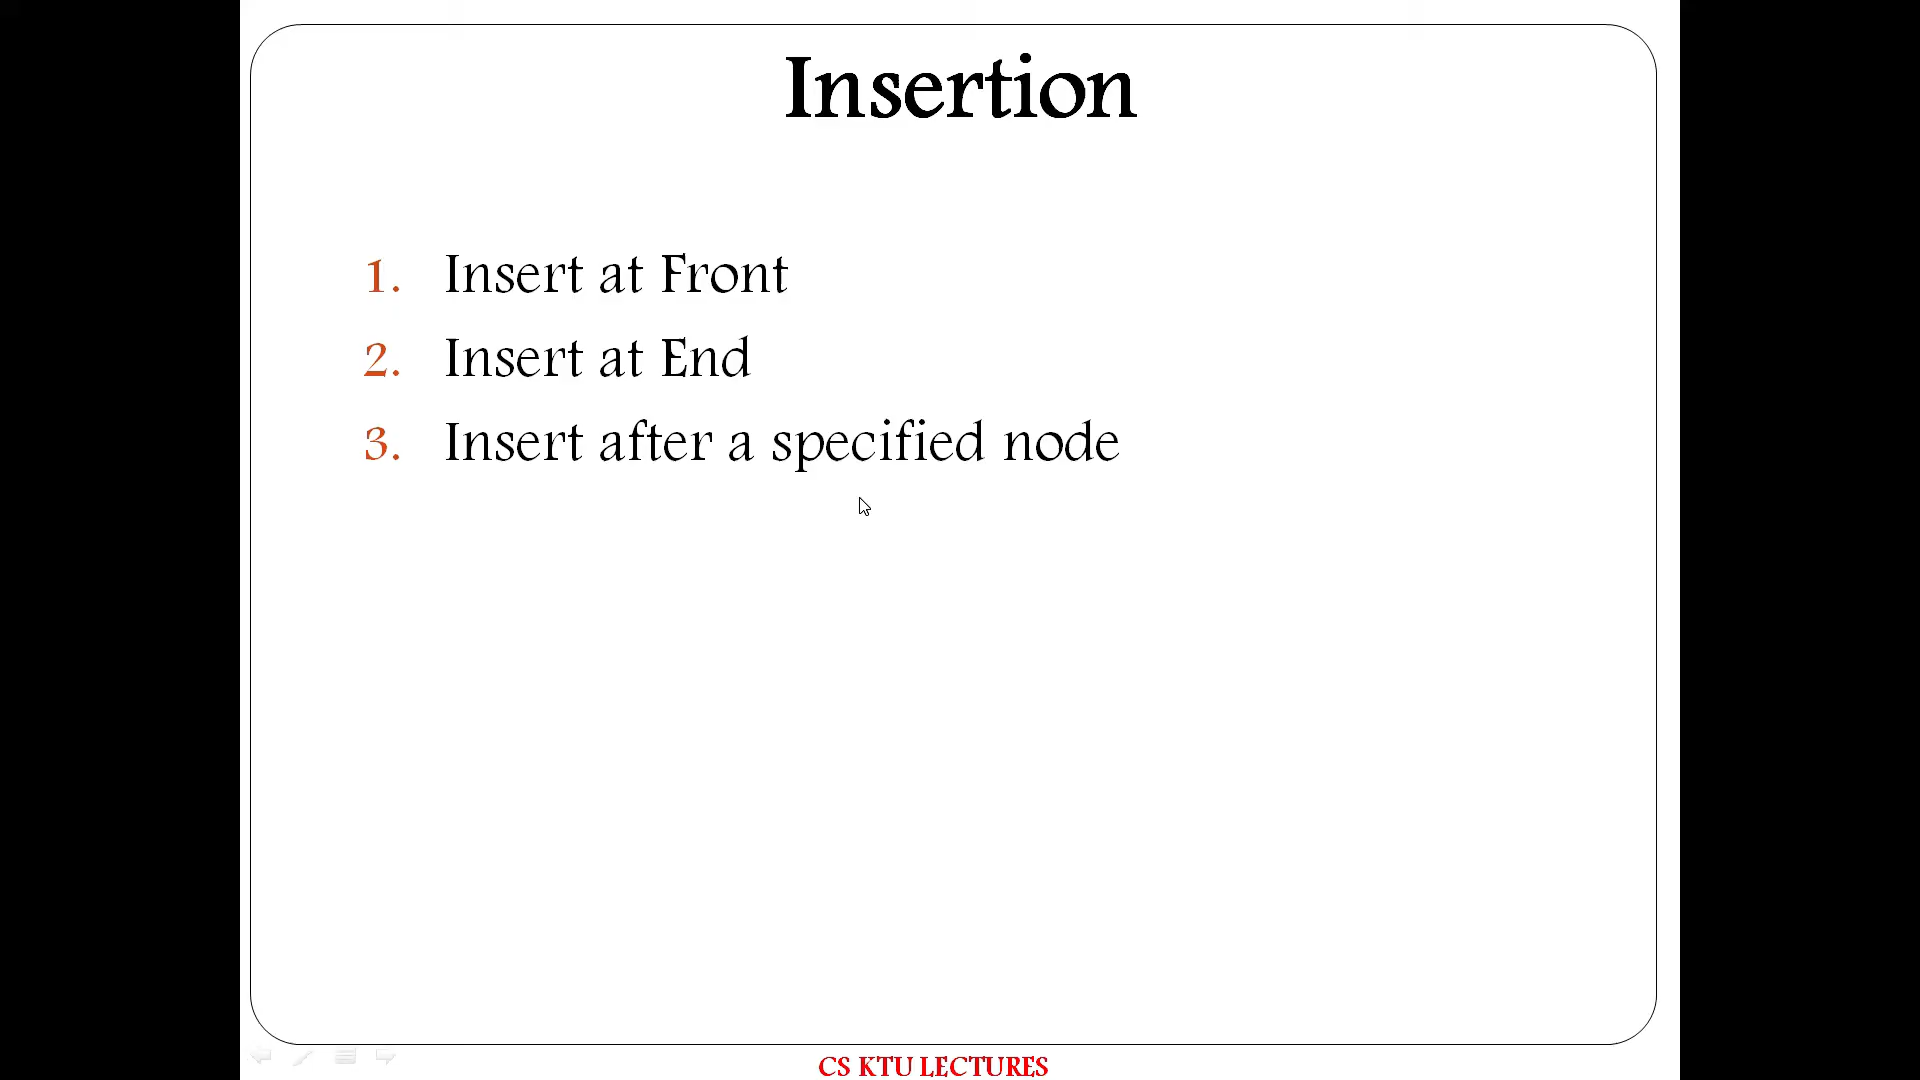 Insertion
1. Insert at Front
2. Insert at End
3. Insert after a specified node
CS KTU LECTURES